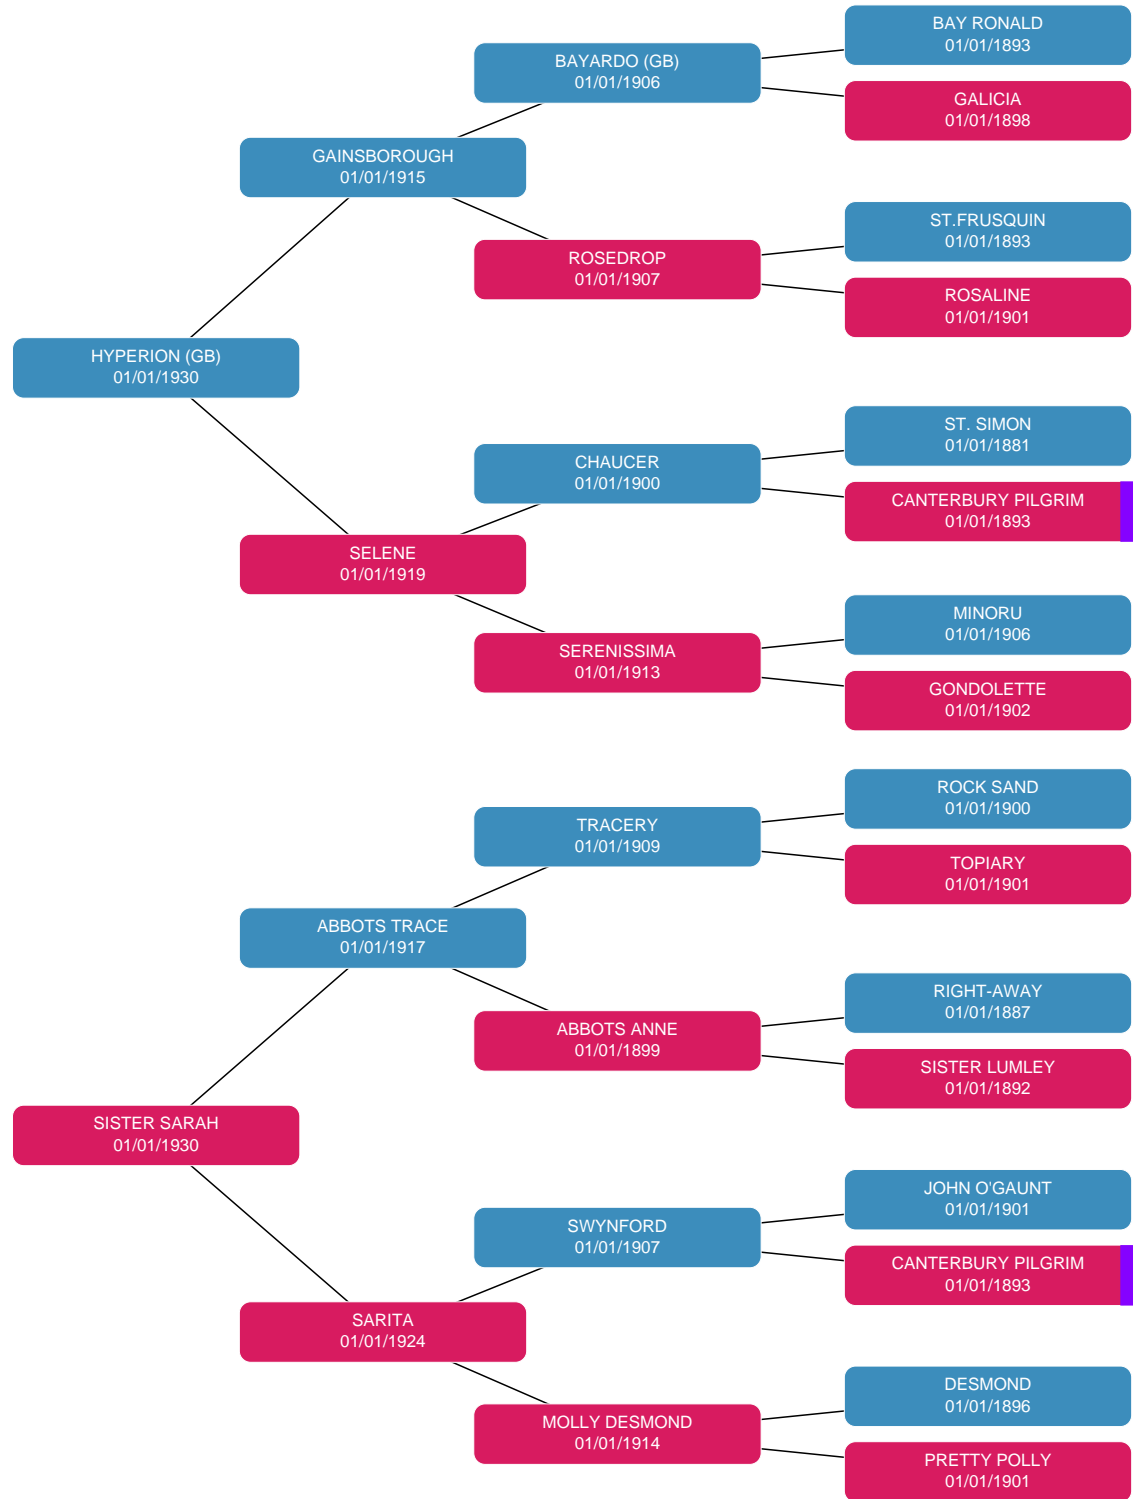 BAY RONALD
01/01/1893
BAYARDO (GB)
01/01/1906
GALICIA
01/01/1898
GAINSBOROUGH
01/01/1915
ST.FRUSQUIN
01/01/1893
ROSEDROP
01/01/1907
ROSALINE
01/01/1901
HYPERION (GB)
01/01/1930
ST. SIMON
01/01/1881
CHAUCER
01/01/1900
CANTERBURY PILGRIM
01/01/1893
SELENE
01/01/1919
MINORU
01/01/1906
SERENISSIMA
01/01/1913
GONDOLETTE
01/01/1902
ROCK SAND
01/01/1900
TRACERY
01/01/1909
TOPIARY
01/01/1901
ABBOTS TRACE
01/01/1917
RIGHT-AWAY
01/01/1887
ABBOTS ANNE
01/01/1899
SISTER LUMLEY
01/01/1892
SISTER SARAH
01/01/1930
JOHN O'GAUNT
01/01/1901
SWYNFORD
01/01/1907
CANTERBURY PILGRIM
01/01/1893
SARITA
01/01/1924
DESMOND
01/01/1896
MOLLY DESMOND
01/01/1914
PRETTY POLLY
01/01/1901